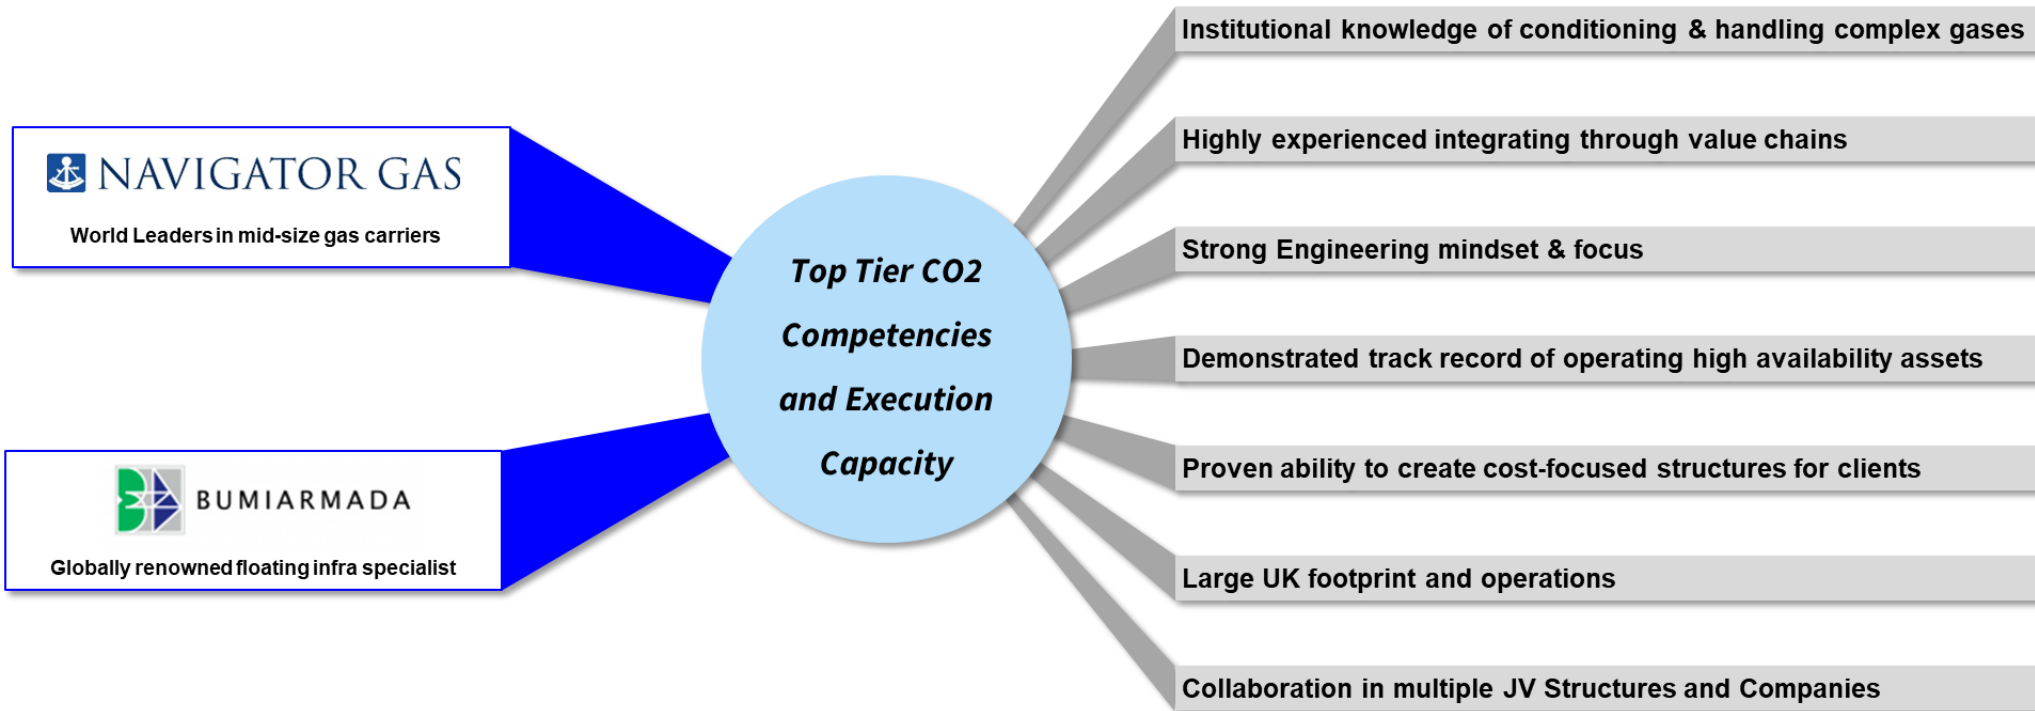 NAVIGATOR GAS
World Leaders in mid-size gas carriers
BUMIARMADA
Globally renowned floating infra specialist
Top Tier CO2
Competencies
and Execution
Capacity
Institutional knowledge of conditioning & handling complex gases
Highly experienced integrating through value chains
Strong Engineering mindset & focus
Demonstrated track record of operating high availability assets
Proven ability to create cost-focused structures for clients
Large UK footprint and operations
Collaboration in multiple JV Structures and Companies